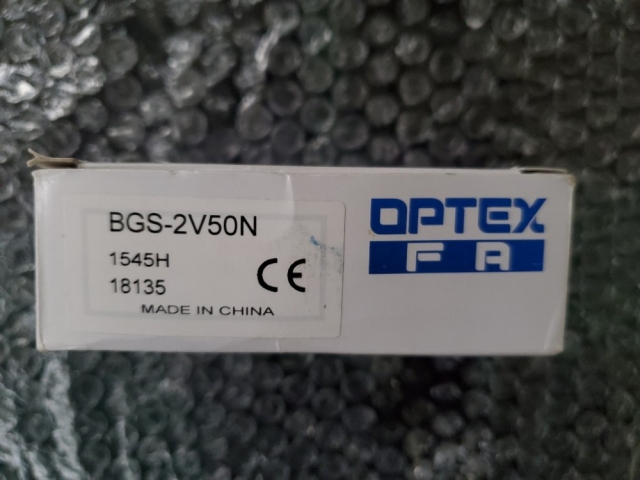 BGS-2V50N
1545H
18135
CE
MADE IN CHINA
OPTEX
FA